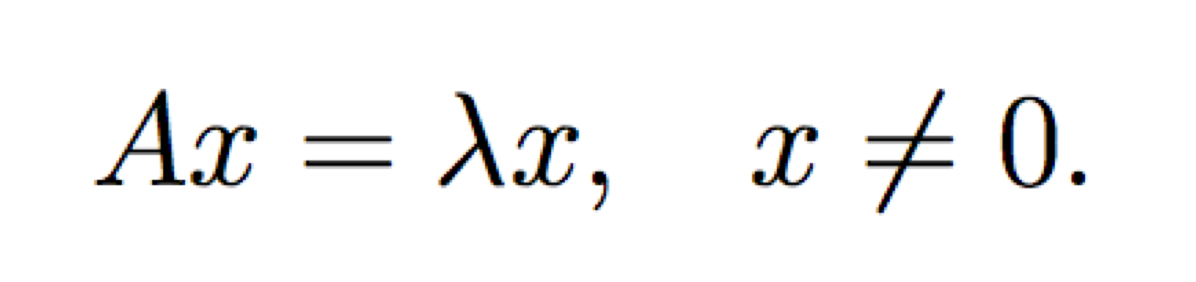 Ax = λx, x ≠ 0.